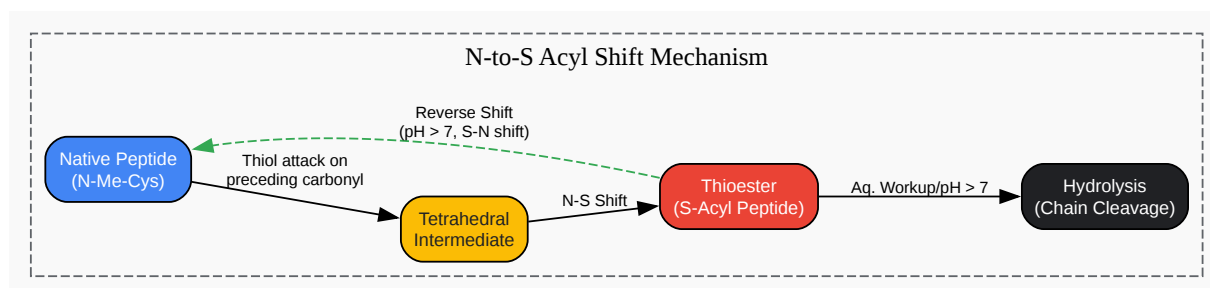 N-to-S Acyl Shift Mechanism
Reverse Shift
(pH > 7, S-N shift)
Native Peptide
(N-Me-Cys)
Thiol attack on
preceding carbonyl
Tetrahedral
Intermediate
N-S Shift
Thioester
(S-Acyl Peptide)
Aq. Workup/pH > 7
Hydrolysis
(Chain Cleavage)